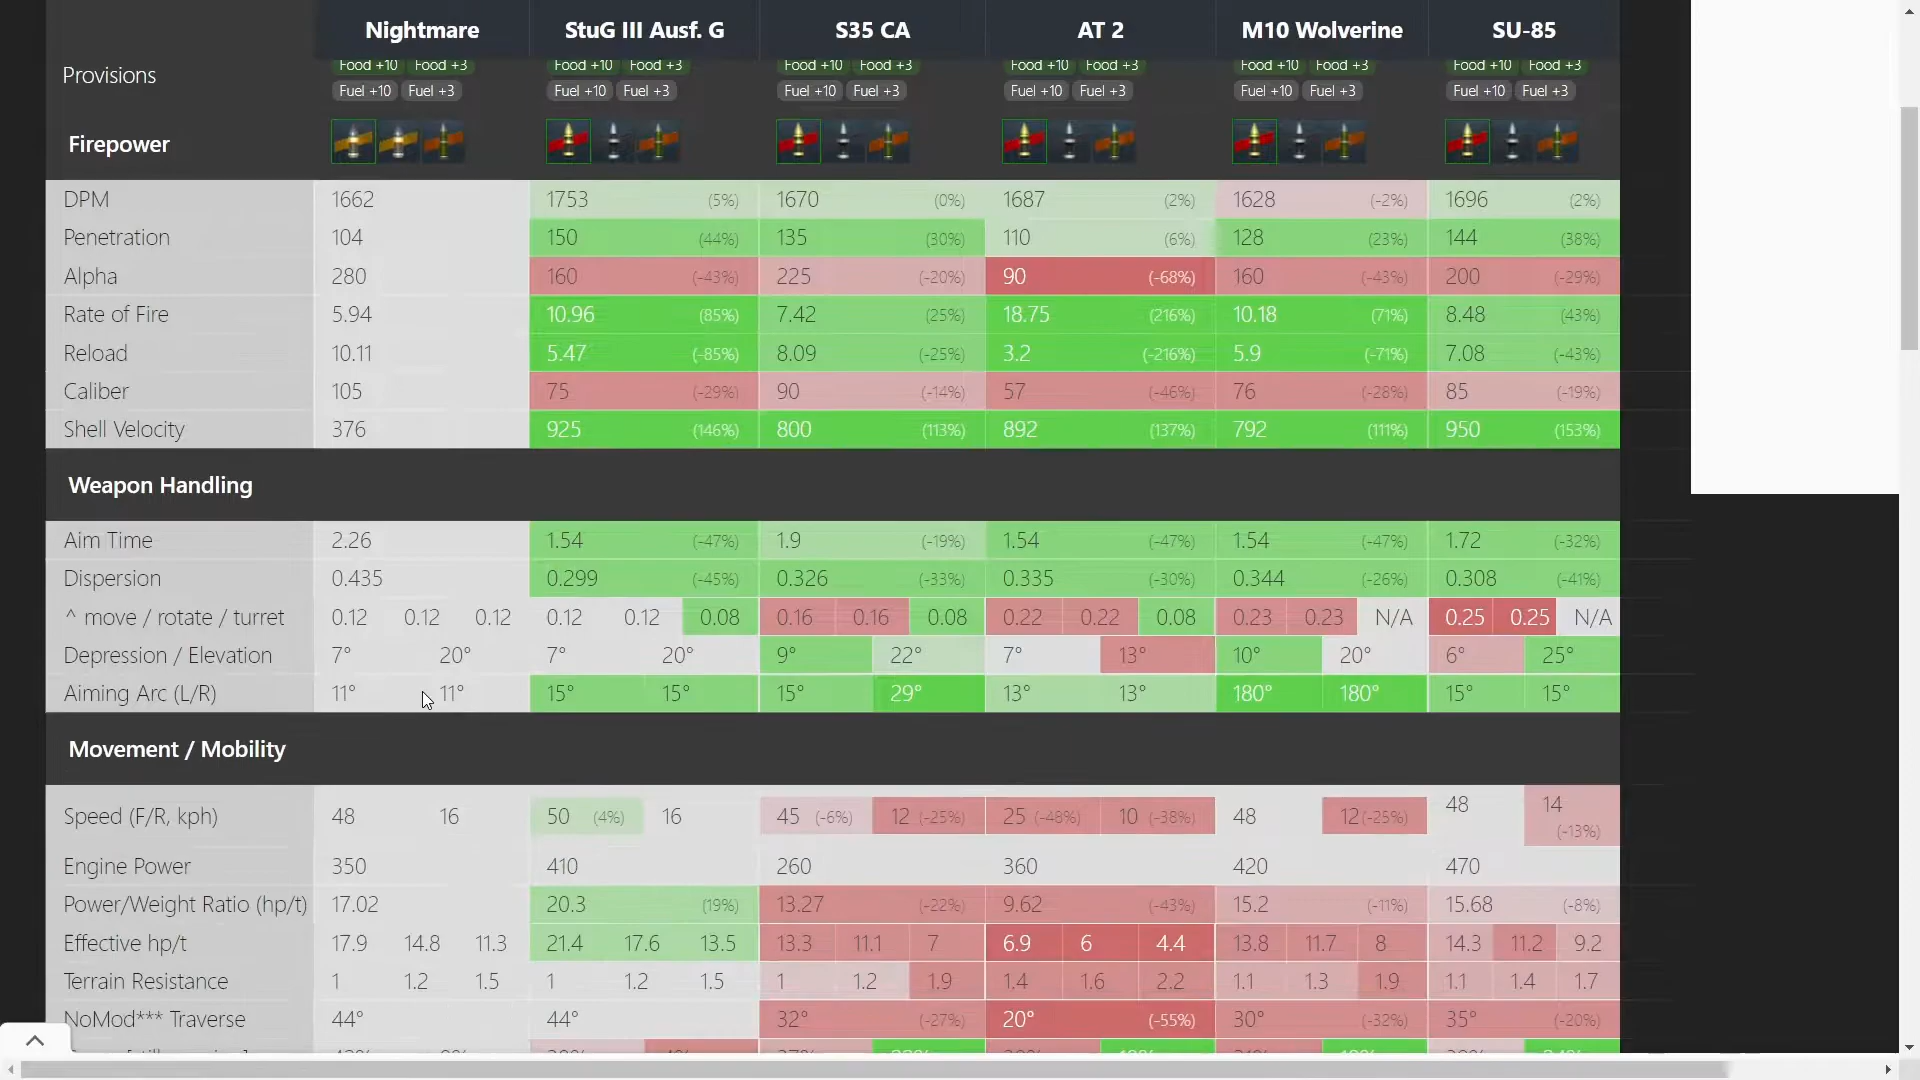 Nightmare StuG III Ausf. G S35 CA AT 2 M10 Wolverine SU-85
Provisions Food +10 Food +3 Food +10 Food +3 Food +10 Food +3 Food +10 Food +3 Food +10 Food +3 Food +10 Food +3
Fuel +10 Fuel +3 Fuel +10 Fuel +3 Fuel +10 Fuel +3 Fuel +10 Fuel +3 Fuel +10 Fuel +3 Fuel +10 Fuel +3
Firepower
DPM 1662 1753 (5%) 1670 (0%) 1687 (2%) 1628 (-2%) 1696 (2%)
Penetration 104 150 (44%) 135 (30%) 110 (6%) 128 (23%) 144 (38%)
Alpha 280 160 (-43%) 225 (-20%) 90 (-68%) 160 (-43%) 200 (-29%)
Rate of Fire 5.94 10.96 (85%) 7.42 (25%) 18.75 (216%) 10.18 (71%) 8.48 (43%)
Reload 10.11 5.47 (-85%) 8.09 (-25%) 3.2 (-216%) 5.9 (-71%) 7.08 (-43%)
Caliber 105 75 (-29%) 90 (-14%) 57 (-46%) 76 (-28%) 85 (-19%)
Shell Velocity 376 925 (146%) 800 (113%) 892 (137%) 792 (111%) 950 (153%)
Weapon Handling
Aim Time 2.26 1.54 (-47%) 1.9 (-19%) 1.54 (-47%) 1.54 (-47%) 1.72 (-32%)
Dispersion 0.435 0.299 (-45%) 0.326 (-33%) 0.335 (-30%) 0.344 (-26%) 0.308 (-41%)
^ move / rotate / turret 0.12 0.12 0.12 0.12 0.12 0.08 0.16 0.16 0.08 0.22 0.22 0.08 0.23 0.23 N/A 0.25 0.25 N/A
Depression / Elevation 7° 20° 7° 20° 9° 22° 7° 13° 10° 20° 6° 25°
Aiming Arc (L/R) 11° 11° 15° 15° 15° 29° 13° 13° 180° 180° 15° 15°
Movement / Mobility
Speed (F/R, kph) 48 16 50 (4%) 16 45 (-6%) 12 (-25%) 25 (-48%) 10 (-38%) 48 12 (-25%) 48 14 (-13%)
Engine Power 350 410 260 360 420 470
Power/Weight Ratio (hp/t) 17.02 20.3 (19%) 13.27 (-22%) 9.62 (-43%) 15.2 (-11%) 15.68 (-8%)
Effective hp/t 17.9 14.8 11.3 21.4 17.6 13.5 13.3 11.1 7 6.9 6 4.4 13.8 11.7 8 14.3 11.2 9.2
Terrain Resistance 1 1.2 1.5 1 1.2 1.5 1 1.2 1.9 1.4 1.6 2.2 1.1 1.3 1.9 1.1 1.4 1.7
NoMod*** Traverse 44° 44° 32° (-27%) 20° (-55%) 30° (-32%) 35° (-20%)